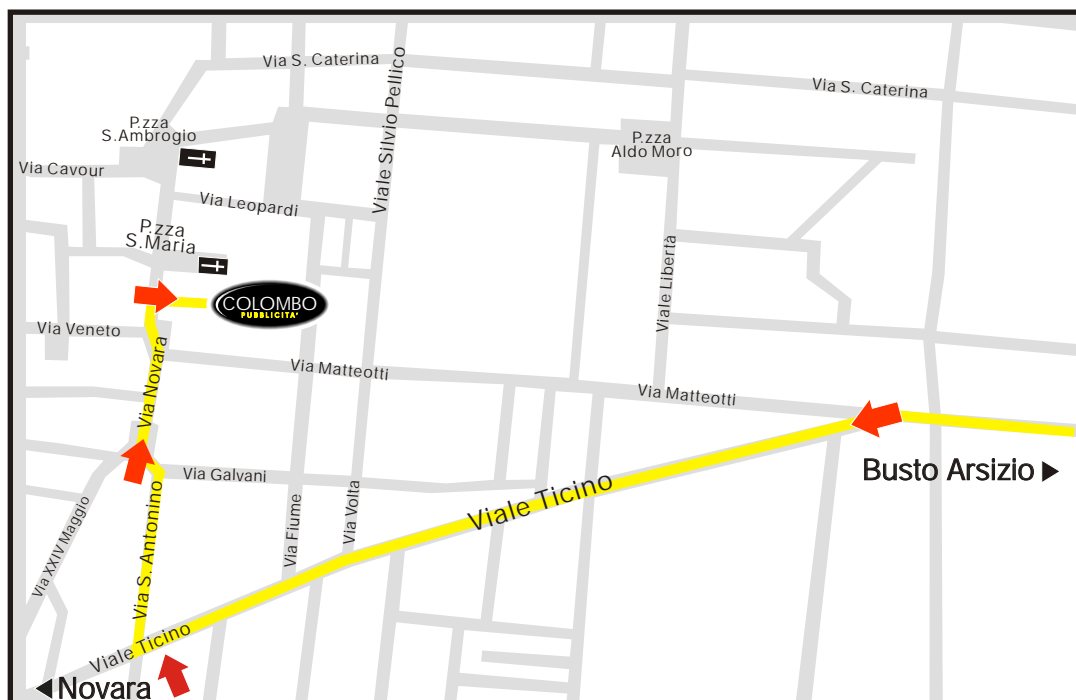 Via S. Caterina
Via S. Caterina
Viale Silvio Pellico
P.zza
S.Ambrogio
P.zza
Aldo Moro
Via Cavour
Via Leopardi
P.zza
S.Maria
Viale Libertà
COLOMBO
PUBBLICITA'
Via Veneto
Via Novara
Via Matteotti
Via Matteotti
Busto Arsizio
Via Galvani
Viale Ticino
Via XXIV Maggio
Via S. Antonino
Via Fiume
Via Volta
Viale Ticino
Novara